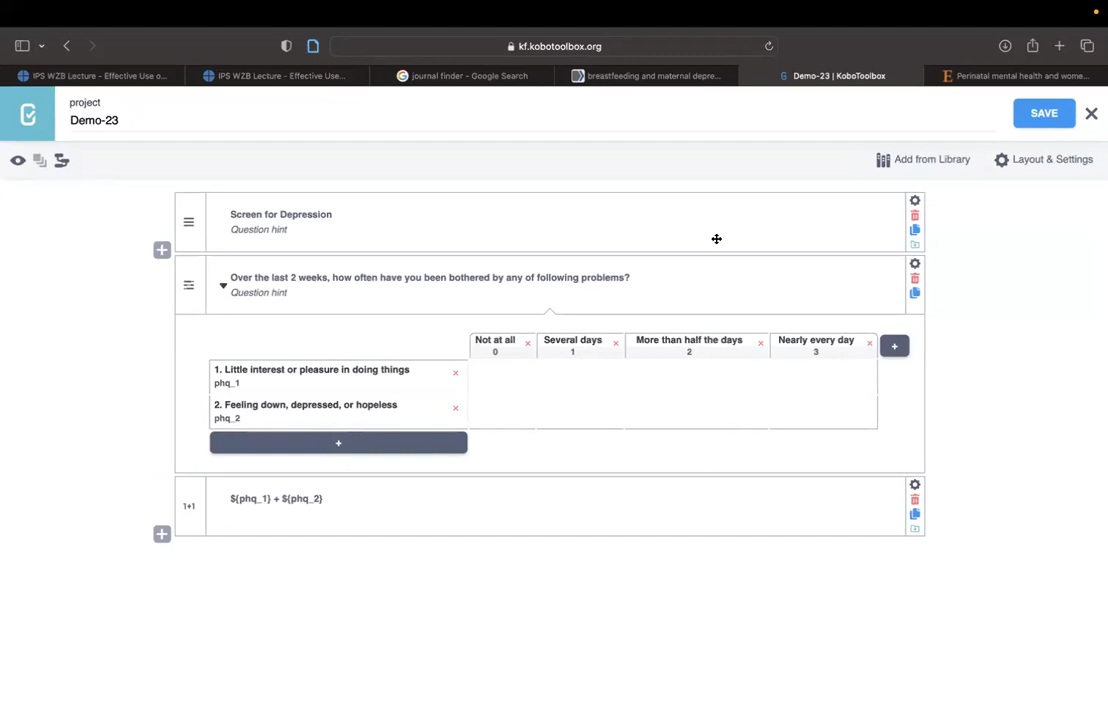 kf.kobotoolbox.org
IPS WZB Lecture - Effective Use o...
IPS WZB Lecture - Effective Use...
journal finder - Google Search
breastfeeding and maternal depre...
Demo-23 | KoboToolbox
Perinatal mental health and wome...
project
Demo-23
SAVE
Add from Library
Layout & Settings
Screen for Depression
Question hint
Over the last 2 weeks, how often have you been bothered by any of following problems?
Question hint
Not at all
0
Several days
1
More than half the days
2
Nearly every day
3
+
1. Little interest or pleasure in doing things
phq_1
2. Feeling down, depressed, or hopeless
phq_2
+
1+1
${phq_1} + ${phq_2}